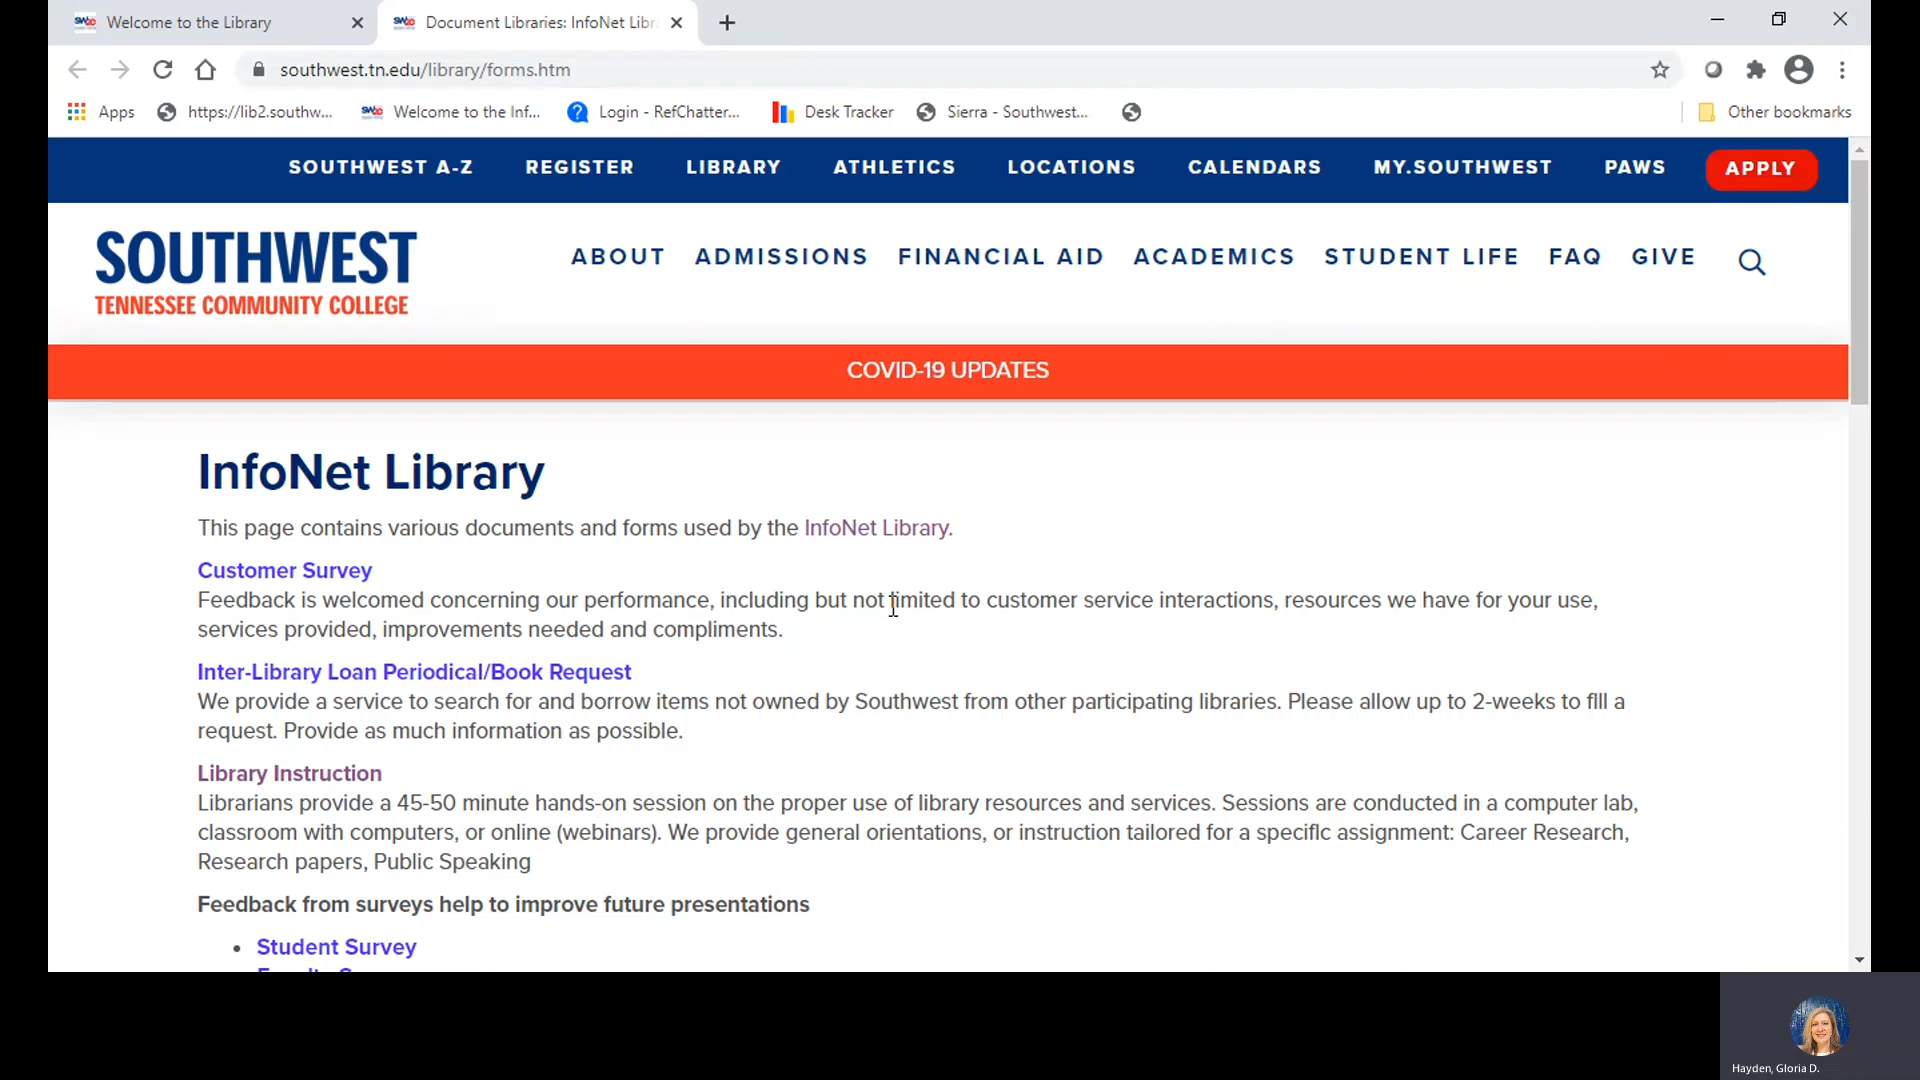 Welcome to the Library
Document Libraries: InfoNet Libr
southwest.tn.edu/library/forms.htm
Apps https://lib2.southw... Welcome to the Inf... Login - RefChatter... Desk Tracker Sierra - Southwest... Other bookmarks
SOUTHWEST A-Z REGISTER LIBRARY ATHLETICS LOCATIONS CALENDARS MY.SOUTHWEST PAWS APPLY
SOUTHWEST
TENNESSEE COMMUNITY COLLEGE
ABOUT ADMISSIONS FINANCIAL AID ACADEMICS STUDENT LIFE FAQ GIVE
COVID-19 UPDATES
InfoNet Library
This page contains various documents and forms used by the InfoNet Library.
Customer Survey
Feedback is welcomed concerning our performance, including but not limited to customer service interactions, resources we have for your use,
services provided, improvements needed and compliments.
Inter-Library Loan Periodical/Book Request
We provide a service to search for and borrow items not owned by Southwest from other participating libraries. Please allow up to 2-weeks to fill a
request. Provide as much information as possible.
Library Instruction
Librarians provide a 45-50 minute hands-on session on the proper use of library resources and services. Sessions are conducted in a computer lab,
classroom with computers, or online (webinars). We provide general orientations, or instruction tailored for a specific assignment: Career Research,
Research papers, Public Speaking
Feedback from surveys help to improve future presentations
• Student Survey
Hayden, Gloria D.